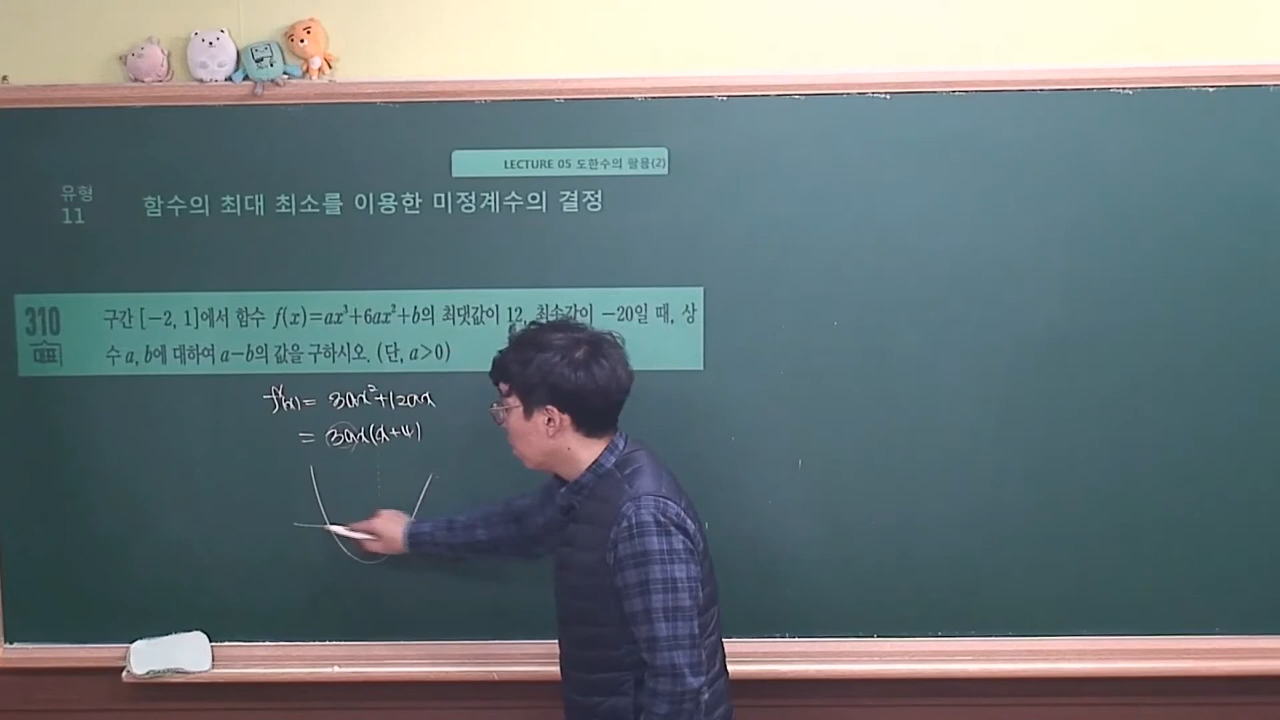 LECTURE 05 도함수의 활용(2)
유형
11
함수의 최대 최소를 이용한 미정계수의 결정
310
대표
구간 [-2, 1]에서 함수 f(x)=ax³+6ax²+b의 최댓값이 12, 최솟값이 -20일 때, 상
수 a, b에 대하여 a-b의 값을 구하시오. (단, a>0)
f'(x) = 3ax²+12ax
= 3ax(x+4)